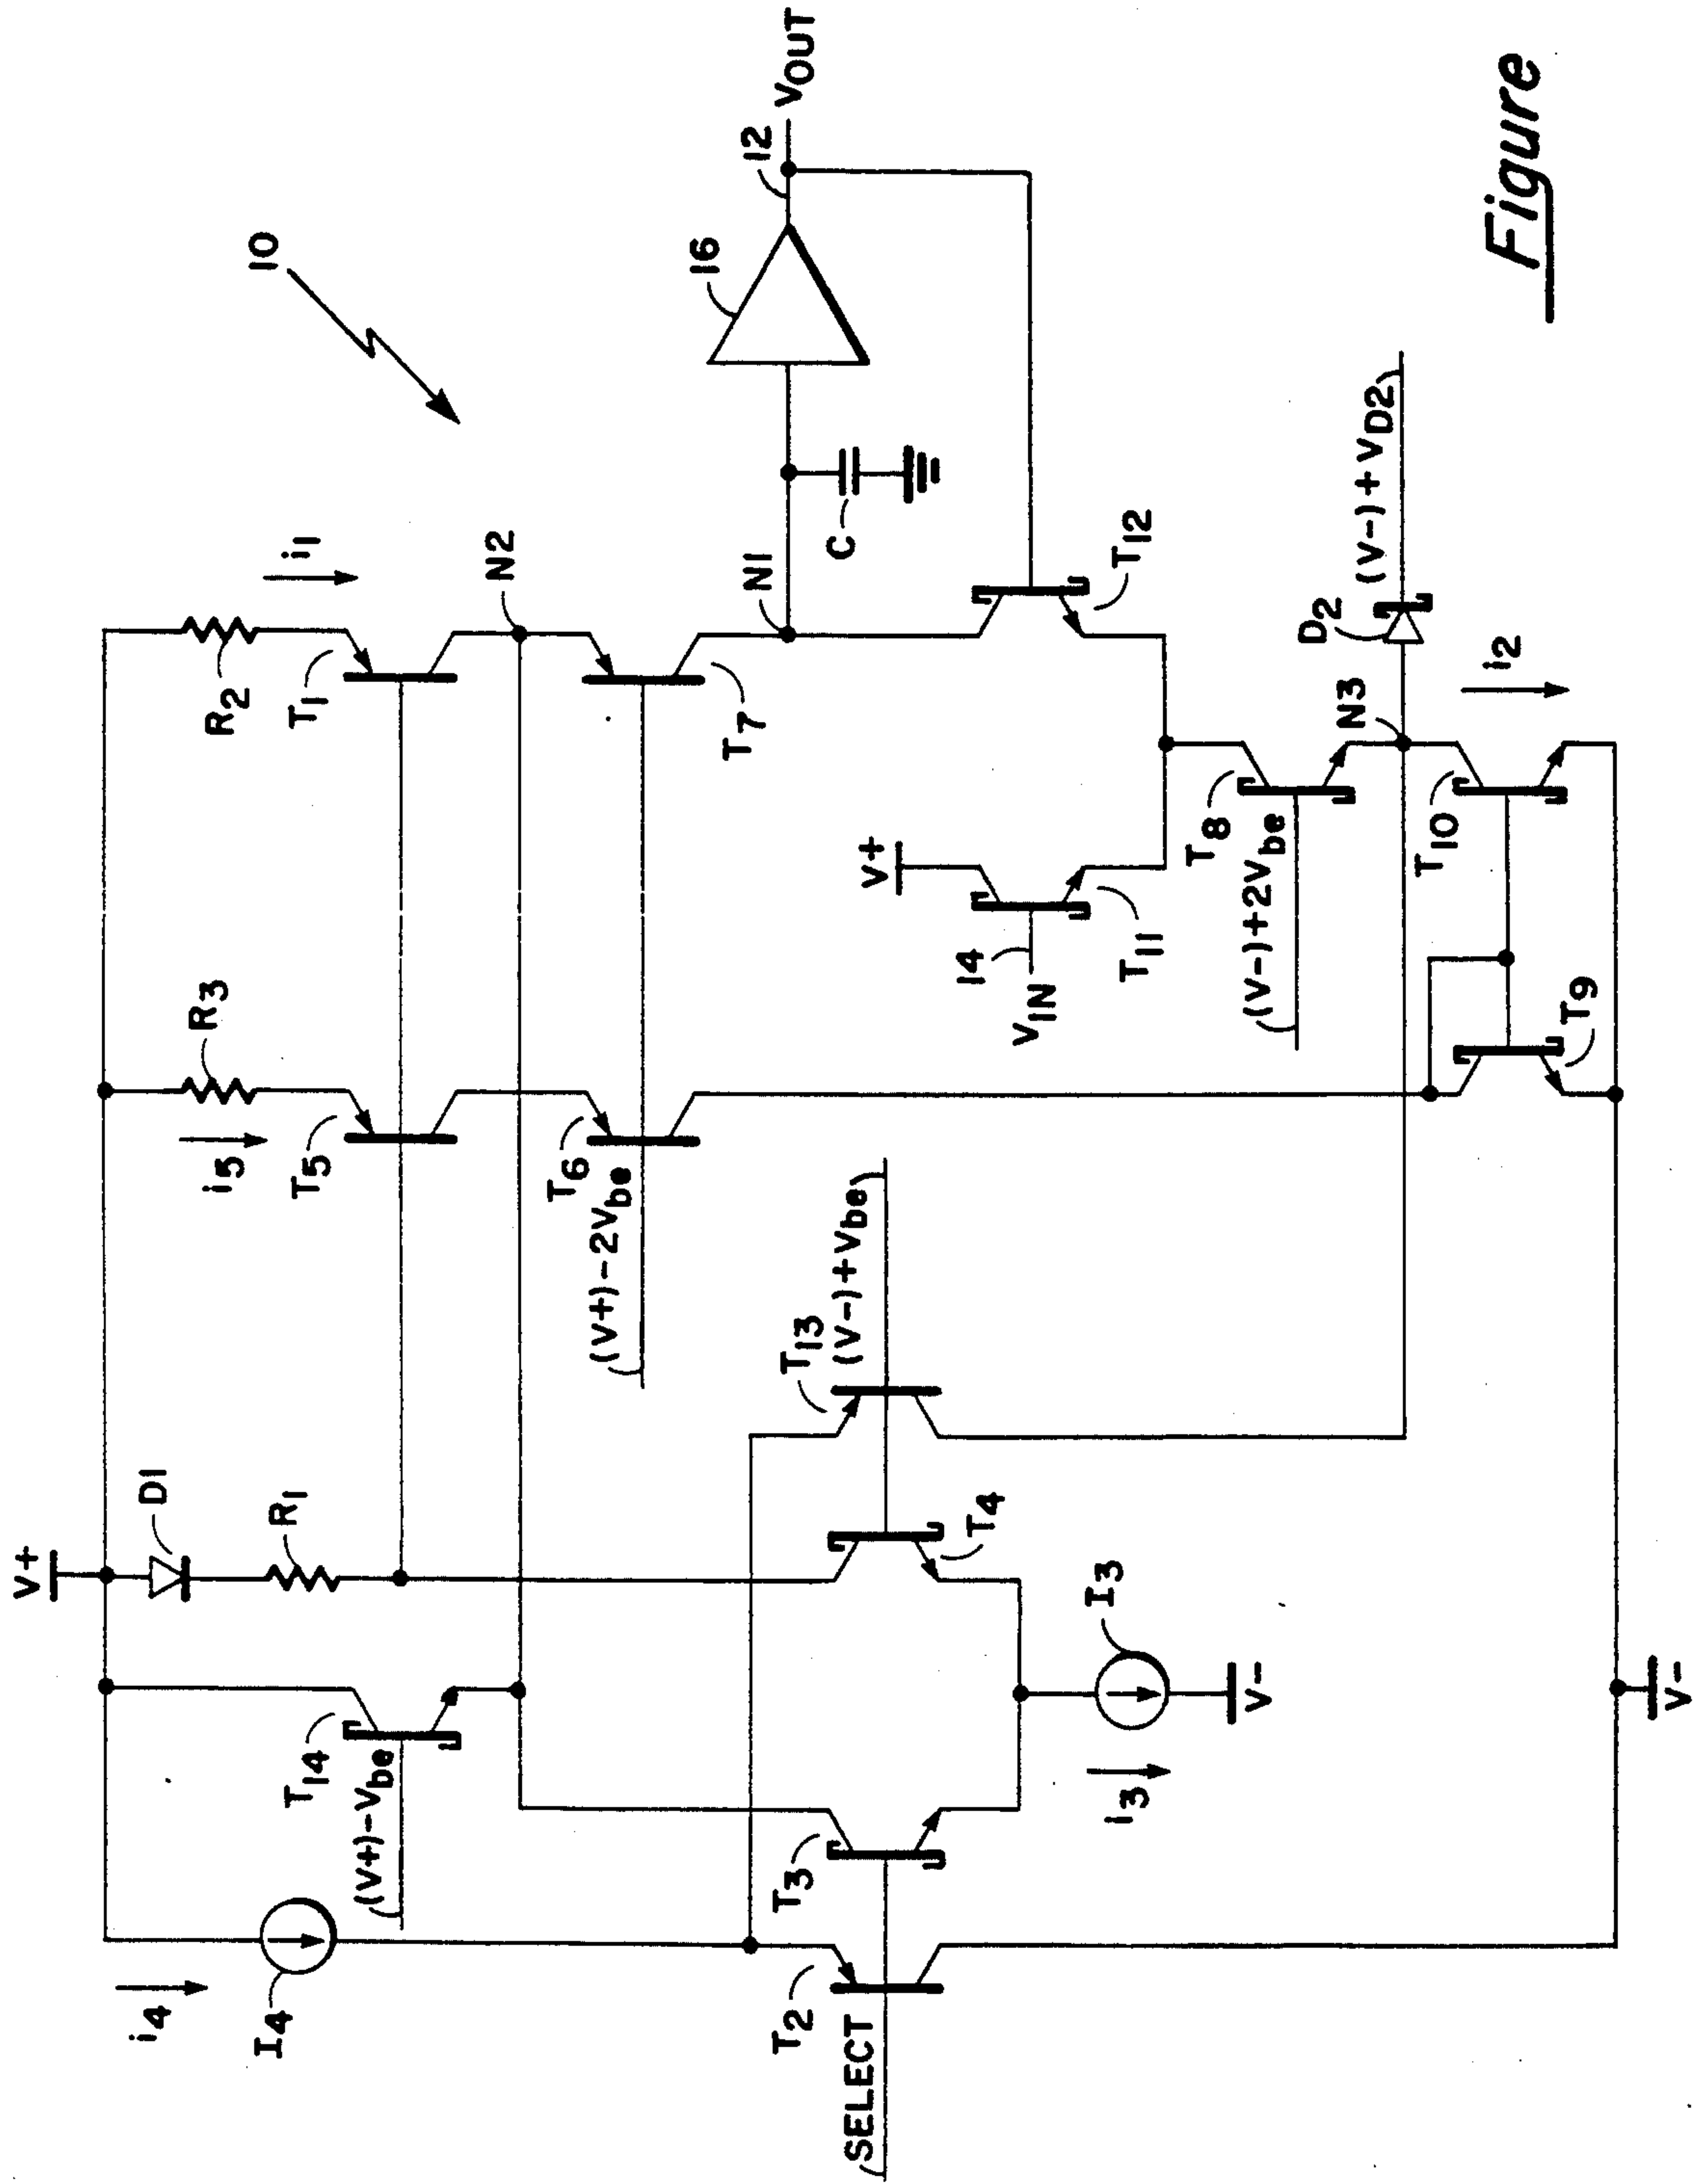 10
V+
i4
I4
T14
(V+)-Vbe
D1
R1
i5
R3
T5
R2
T1
i1
N2
T6
(V+)-2Vbe
T7
N1
C
16
12
VOUT
T2
SELECT
T3
T4
T13
(V-)+Vbe
V+
14
VIN
T11
T12
i3
I3
V-
T8
(V-)+2Vbe
N3
D2
(V-)+VD2
T9
T10
i2
V-
Figure